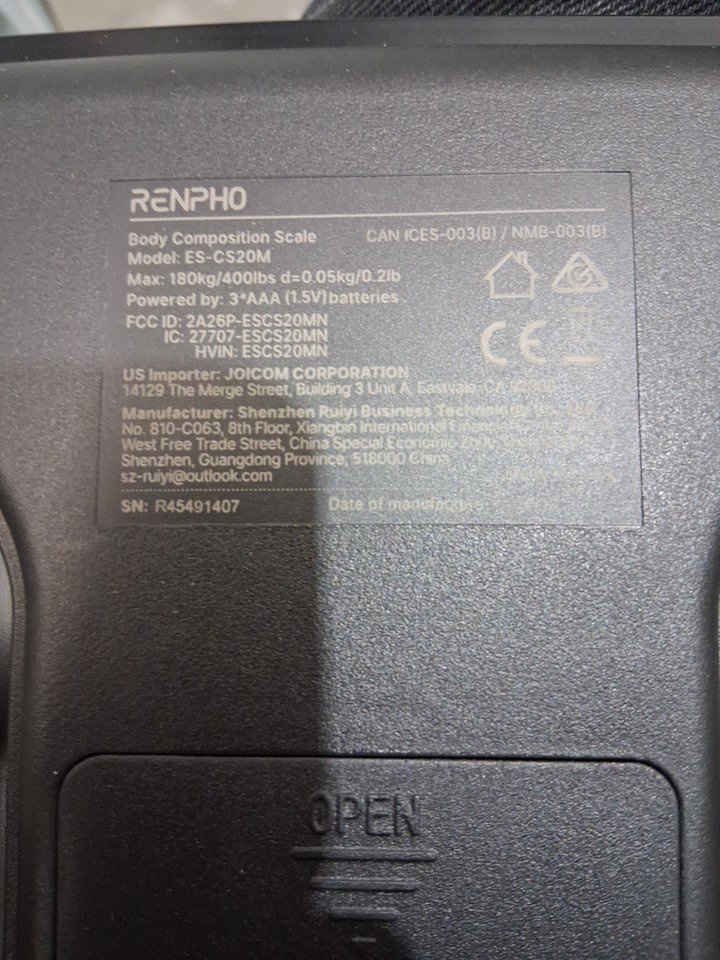 RENPHO
Body Composition Scale
CAN ICES-003(B) / NMB-003(B)
Model: ES-CS20M
Max: 180kg/400lbs d=0.05kg/0.2lb
Powered by: 3*AAA (1.5V)batteries
FCC ID: 2A26P-ESCS20MN
IC: 27707-ESCS20MN
HVIN: ESCS20MN
CE
US Importer: JOICOM CORPORATION
14129 The Merge Street, Building 3 Unit A, Eastvale, CA
Manufacturer: Shenzhen Ruiyi Business Technology
No. 810-C063, 8th Floor, Xiangbin International
West Free Trade Street, China Special Economic
Shenzhen, Guangdong Province, 518000 China
sz-ruiyi@outlook.com
SN: R45491407
Date of manufacture:
OPEN